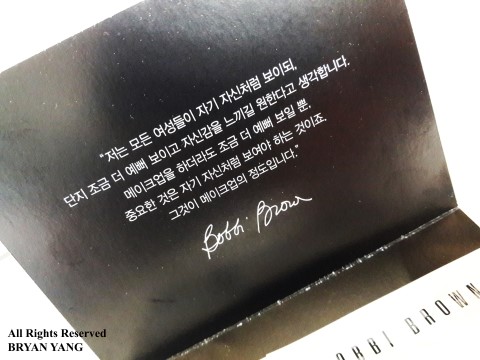 "저는 모든 여성들이 자기 자신처럼 보이되,
단지 조금 더 예뻐 보이고 자신감을 느끼길 원한다고 생각합니다.
메이크업을 하더라도 조금 더 예뻐 보일 뿐,
중요한 것은 자기 자신처럼 보여야 하는 것이죠.
그것이 메이크업의 정도입니다."
Bobbi Brown
BOBBI BROWN
All Rights Reserved
BRYAN YANG